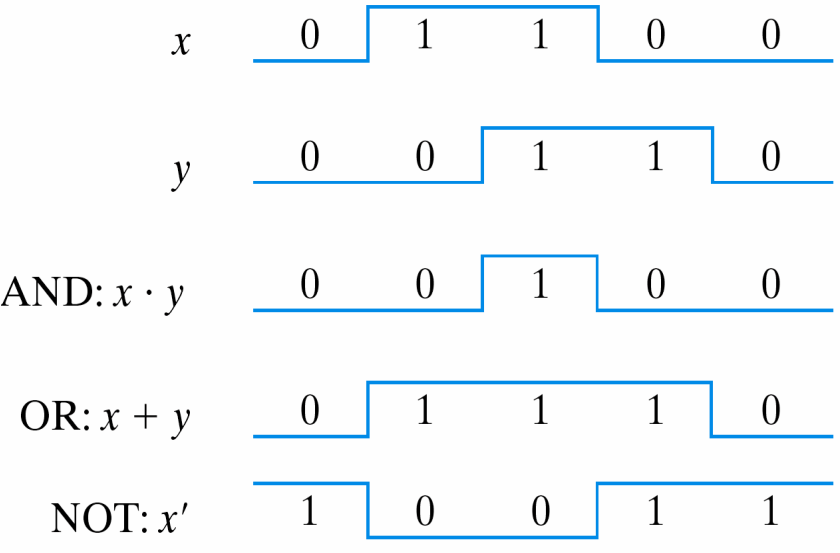 x 0 1 1 0 0
y 0 0 1 1 0
AND: x · y 0 0 1 0 0
OR: x + y 0 1 1 1 0
NOT: x′ 1 0 0 1 1